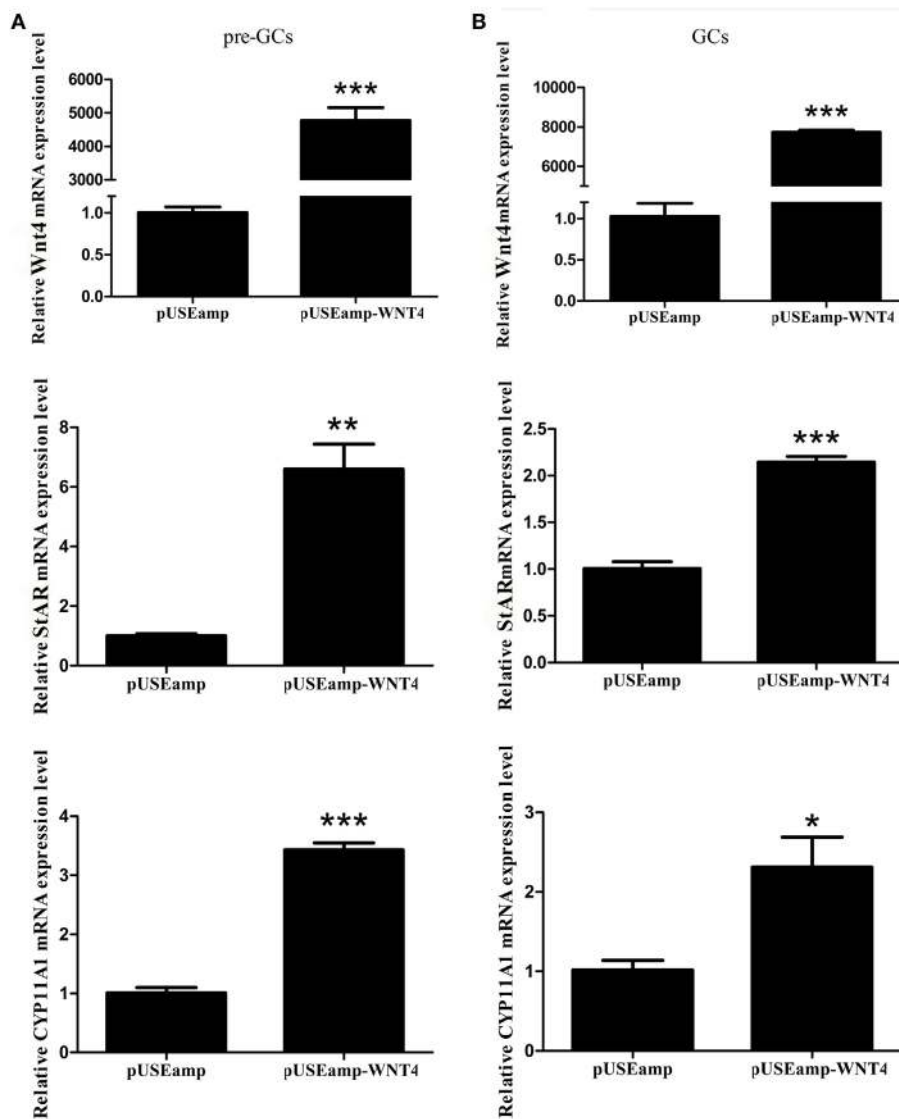 A
pre-GCs
Relative Wnt4 mRNA expression level
6000
5000
4000
3000
1.0
0.5
0.0
***
pUSEamp
pUSEamp-WNT4
B
GCs
Relative Wnt4mRNA expression level
10000
8000
6000
1.0
0.5
0.0
***
pUSEamp
pUSEamp-WNT4
Relative StAR mRNA expression level
8
6
4
2
0
**
pUSEamp
pUSEamp-WNT4
Relative StARmRNA expression level
2.5
2.0
1.5
1.0
0.5
0.0
***
pUSEamp
pUSEamp-WNT4
Relative CYP11A1 mRNA expression level
4
3
2
1
0
***
pUSEamp
pUSEamp-WNT4
Relative CYP11A1 mRNA expression level
3
2
1
0
*
pUSEamp
pUSEamp-WNT4